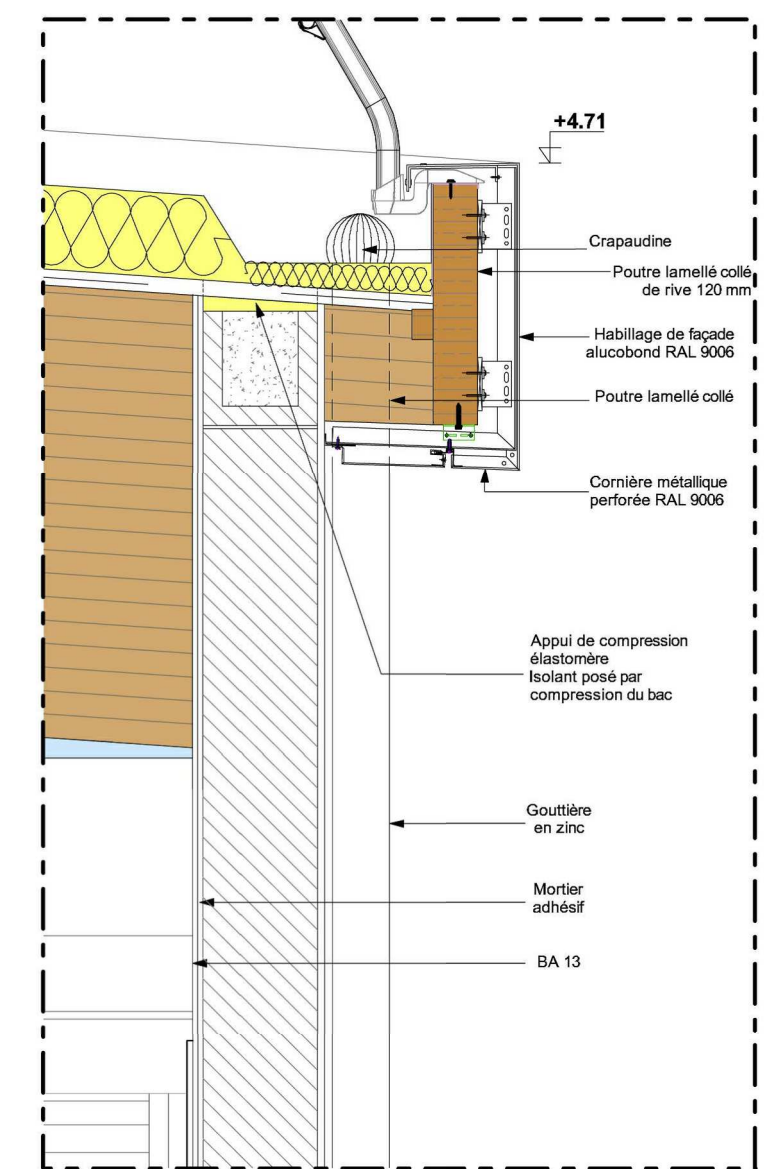 +4.71
Crapaudine
Poutre lamellé collé
de rive 120 mm
Habillage de façade
alucobond RAL 9006
Poutre lamellé collé
Cornière métallique
perforée RAL 9006
Appui de compression
élastomère
Isolant posé par
compression du bac
Gouttière
en zinc
Mortier
adhésif
BA 13